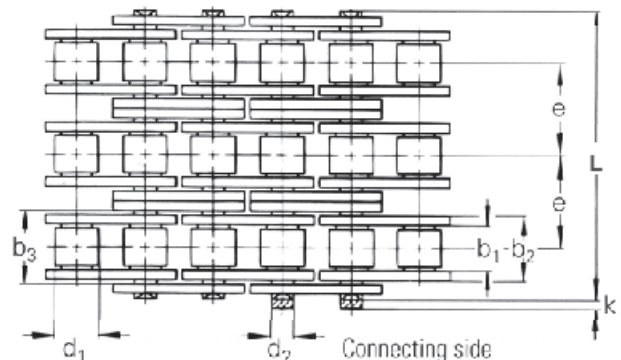 e
L
e
b3
b1-b2
k
d1
d2
Connecting side